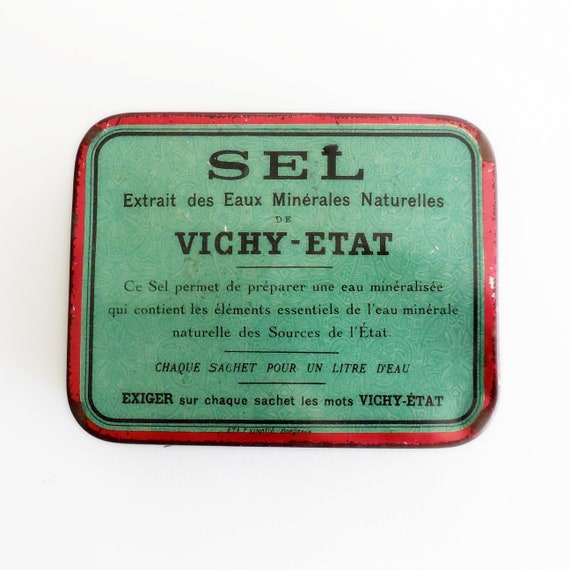 SEL
Extrait des Eaux Minérales Naturelles
DE
VICHY-ETAT
Ce Sel permet de préparer une eau minéralisée
qui contient les éléments essentiels de l'eau minérale
naturelle des Sources de l'État.
CHAQUE SACHET POUR UN LITRE D'EAU
EXIGER sur chaque sachet les mots VICHY-ÉTAT